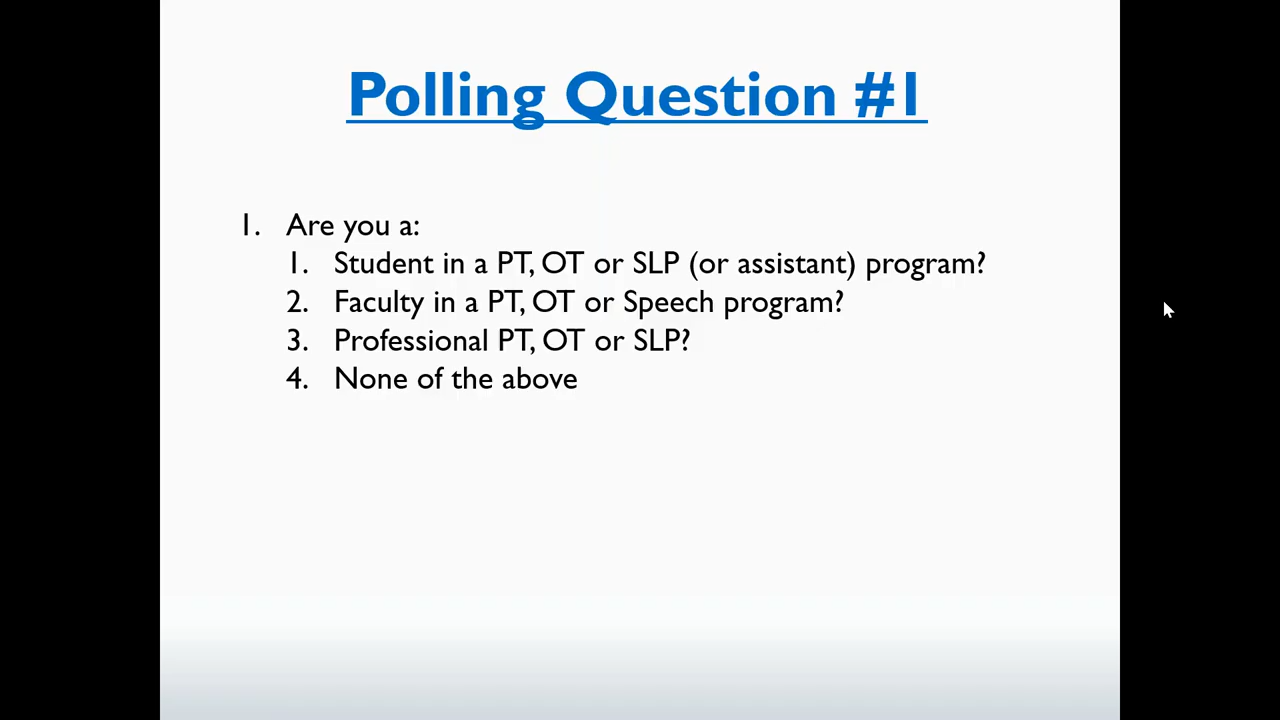 Polling Question #1
1. Are you a:
1. Student in a PT, OT or SLP (or assistant) program?
2. Faculty in a PT, OT or Speech program?
3. Professional PT, OT or SLP?
4. None of the above